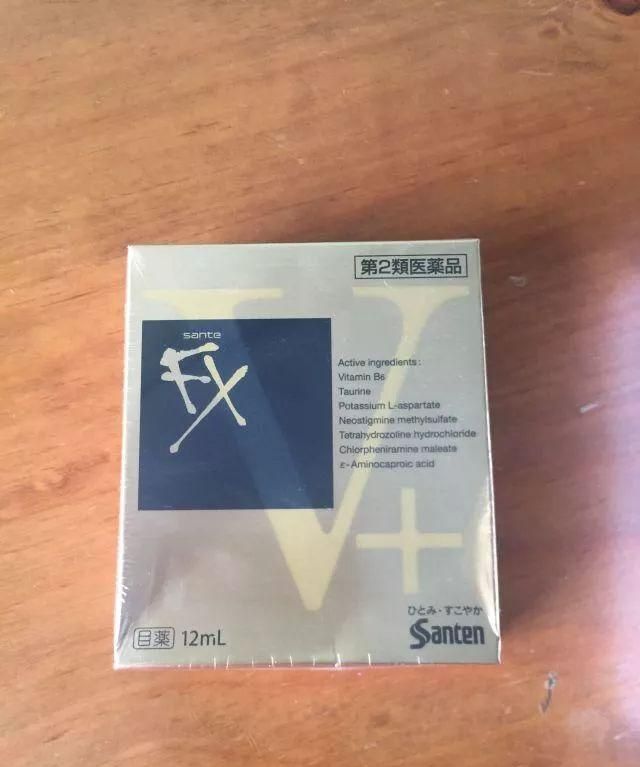 第2類医薬品
sante
FX
V+
Active ingredients:
Vitamin B6
Taurine
Potassium L-aspartate
Neostigmine methylsulfate
Tetrahydrozoline hydrochloride
Chlorpheniramine maleate
ε-Aminocaproic acid
目薬 12mL
ひとみ・すこやか
Santen